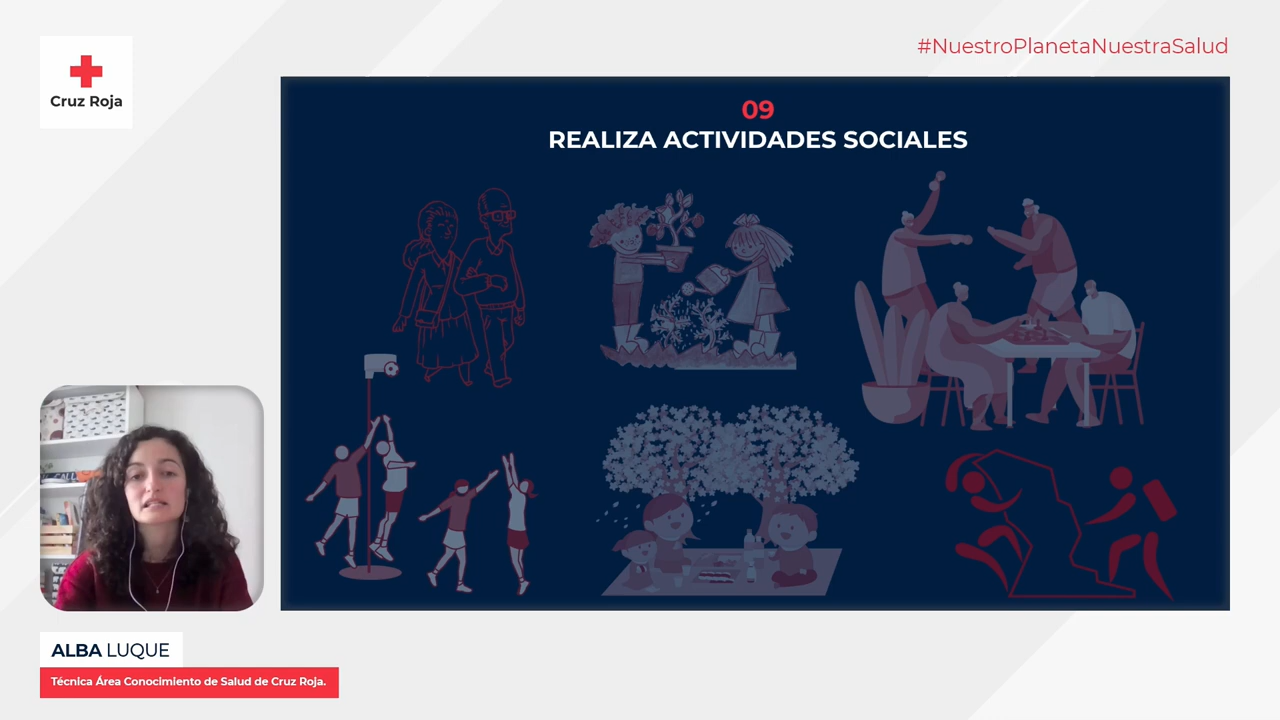 Cruz Roja
#NuestroPlanetaNuestraSalud
09
REALIZA ACTIVIDADES SOCIALES
ALBA LUQUE
Técnica Área Conocimiento de Salud de Cruz Roja.